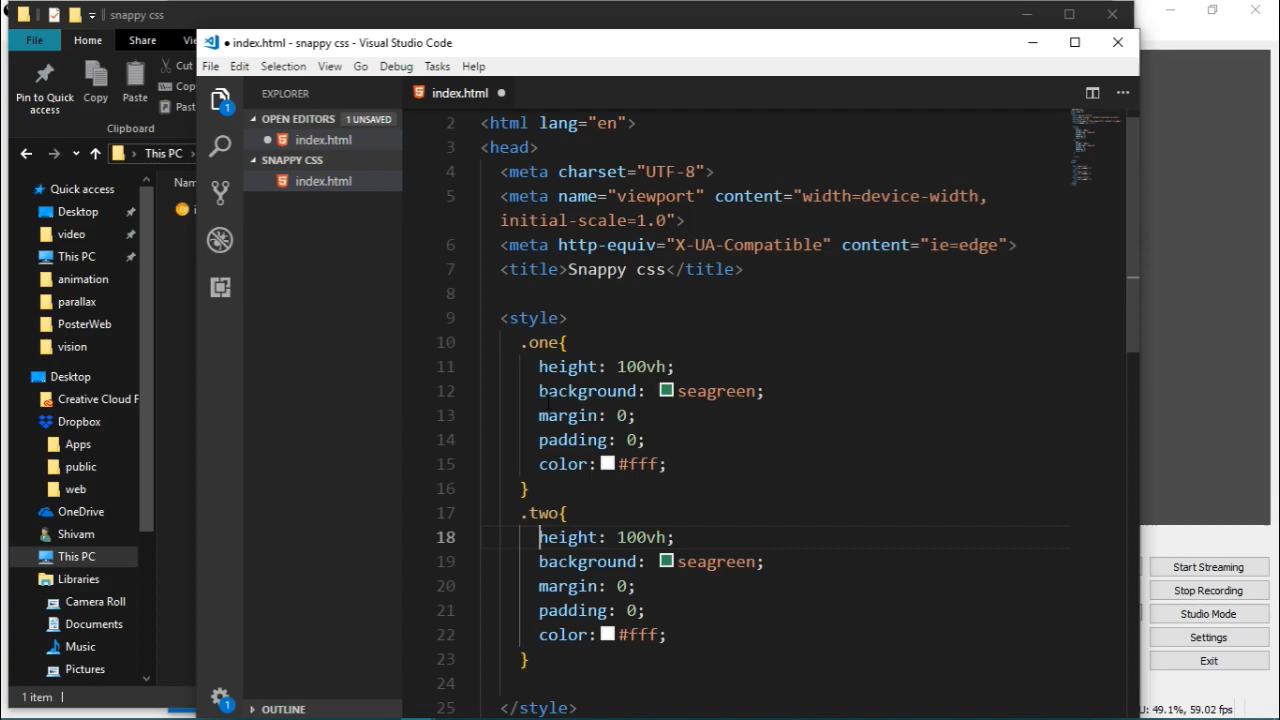 snappy css
File
Home
Share
Cut
Pin to Quick access
Copy
Paste
Clipboard
This PC
Quick access
Desktop
video
This PC
animation
parallax
PosterWeb
vision
Desktop
Creative Cloud F
Dropbox
Apps
public
web
OneDrive
Shivam
This PC
Libraries
Camera Roll
Documents
Music
Pictures
1 item
● index.html - snappy css - Visual Studio Code
File Edit Selection View Go Debug Tasks Help
EXPLORER
OPEN EDITORS 1 UNSAVED
index.html
SNAPPY CSS
index.html
OUTLINE
1
1
index.html
2 <html lang="en">
3 <head>
4 <meta charset="UTF-8">
5 <meta name="viewport" content="width=device-width,
initial-scale=1.0">
6 <meta http-equiv="X-UA-Compatible" content="ie=edge">
7 <title>Snappy css</title>
8
9 <style>
10 .one{
11 height: 100vh;
12 background: seagreen;
13 margin: 0;
14 padding: 0;
15 color: #fff;
16 }
17 .two{
18 height: 100vh;
19 background: seagreen;
20 margin: 0;
21 padding: 0;
22 color: #fff;
23 }
24
25 </style>
Start Streaming
Stop Recording
Studio Mode
Settings
Exit
49.1%, 59.02 fps